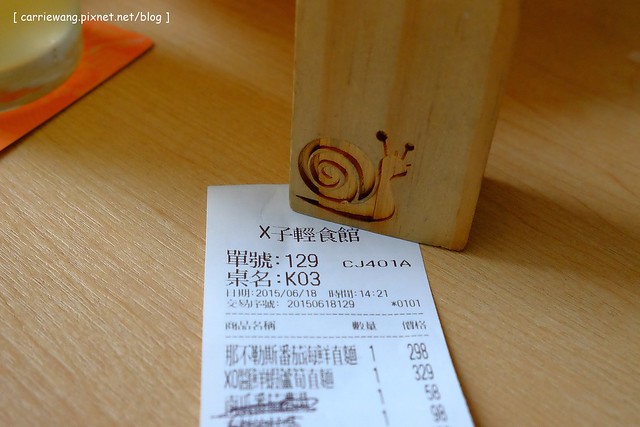 [ carriewang.pixnet.net/blog ]
X子輕食館
單號:129 CJ401A
桌名:K03
日期:2015/06/18 時間:14:21
交易序號: 20150618129 *0101
商品名稱 數量 價格
那不勒斯番茄海鮮直麵 1 298
XO醬鮮蝦蘆筍直麵 1 329
1 58
1 98